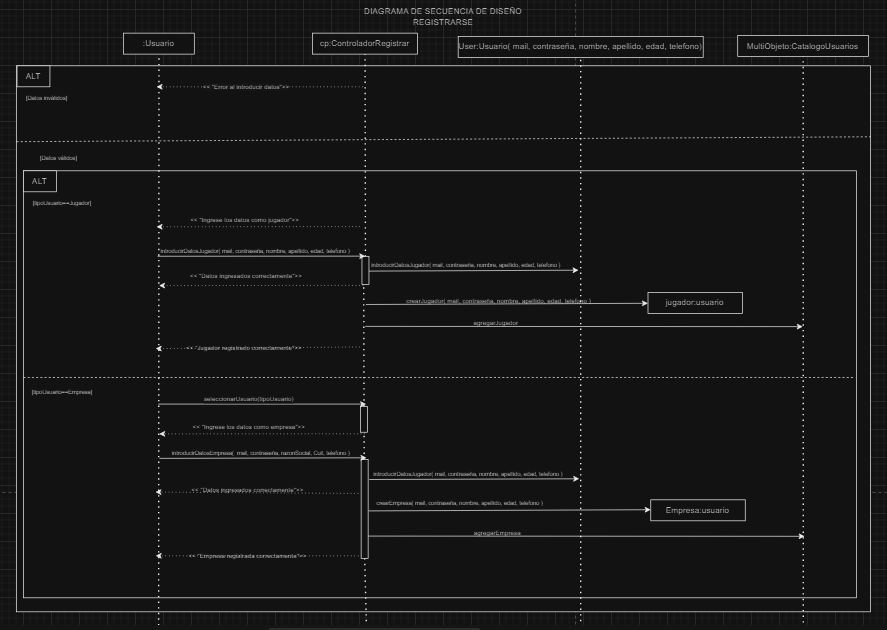 DIAGRAMA DE SECUENCIA DE DISEÑO
REGISTRARSE
:Usuario
cp:ControladorRegistrar
User:Usuario( mail, contraseña, nombre, apellido, edad, telefono)
MultiObjeto:CatalogoUsuarios
ALT
<< "Error al introducir datos">>
[Datos inválidos]
[Datos válidos]
ALT
[tipoUsuario==Jugador]
<< "Ingrese los datos como jugador">>
introducirDatosJugador( mail, contraseña, nombre, apellido, edad, telefono )
introducirDatosJugador( mail, contraseña, nombre, apellido, edad, telefono )
<< "Datos ingresados correctamente">>
crearJugador( mail, contraseña, nombre, apellido, edad, telefono )
jugador:usuario
agregarJugador
<< "Jugador registrado correctamente">>
[tipoUsuario==Empresa]
seleccionarUsuario(tipoUsuario)
<< "Ingrese los datos como empresa">>
introducirDatosEmpresa( mail, contraseña, razonSocial, Cuil, telefono )
introducirDatosJugador( mail, contraseña, nombre, apellido, edad, telefono )
<< "Datos ingresados correctamente">>
crearEmpresa( mail, contraseña, nombre, apellido, edad, telefono )
Empresa:usuario
agregarEmpresa
<< "Empresa registrada correctamente">>